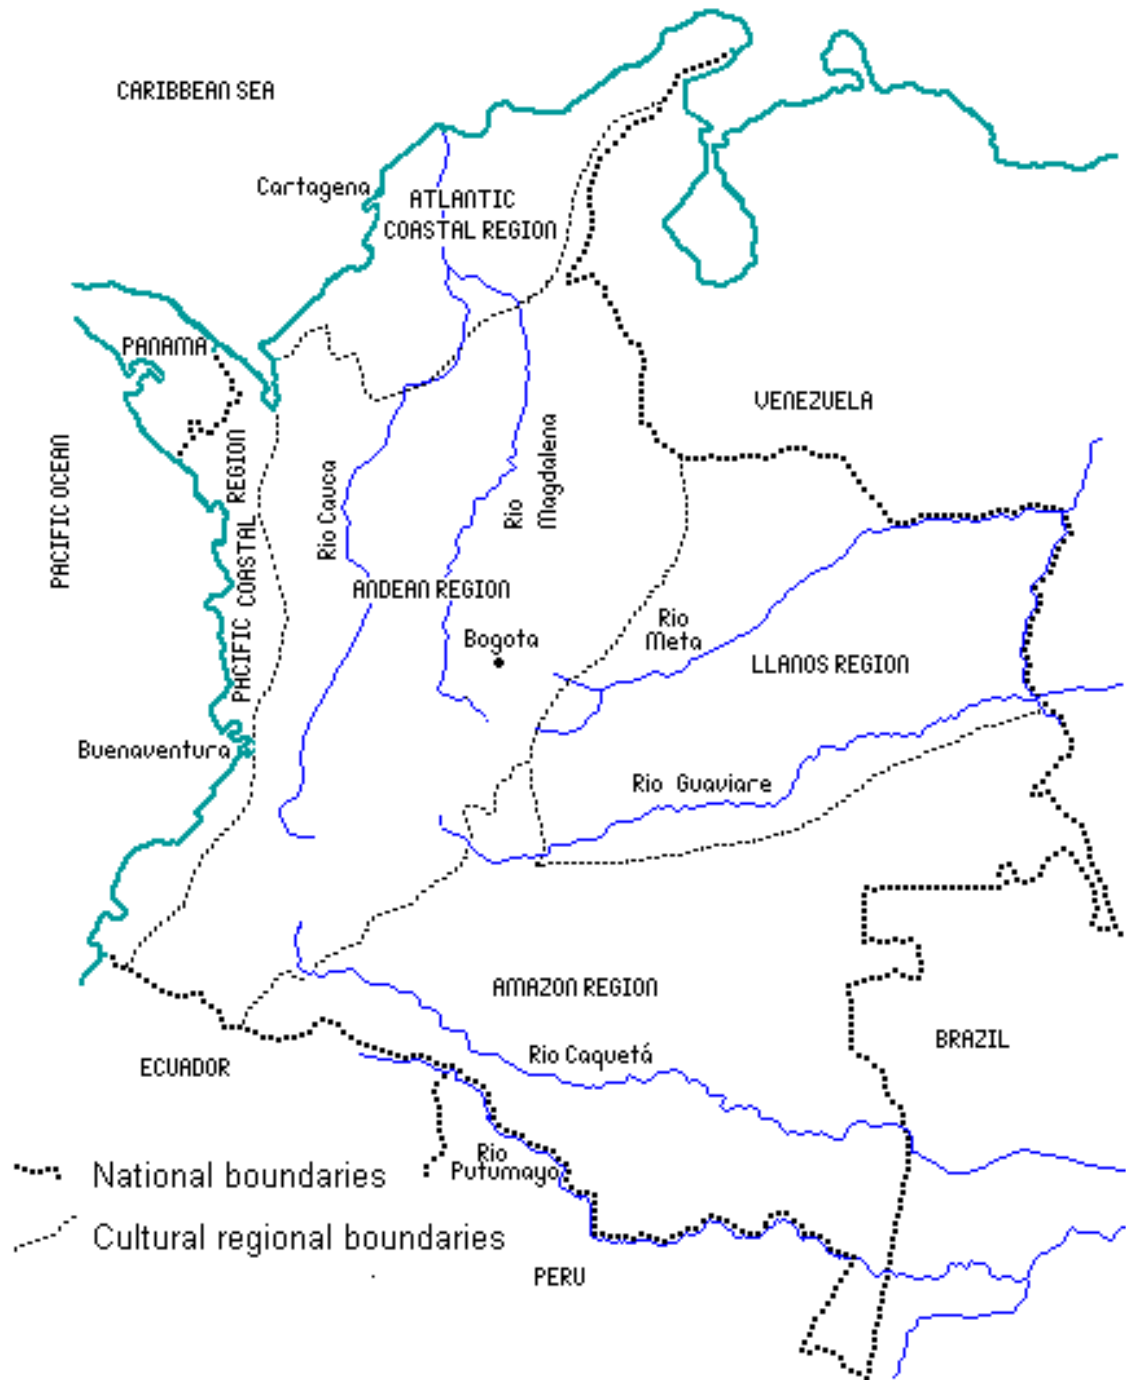 CARIBBEAN SEA
Cartagena
ATLANTIC
COASTAL REGION
PANAMA
VENEZUELA
PACIFIC OCEAN
PACIFIC COASTAL
REGION
Rio Cauca
Rio
Magdalena
ANDEAN REGION
Bogota
Rio
Meta
LLANOS REGION
Buenaventura
Rio Guaviare
AMAZON REGION
BRAZIL
Rio Caquetá
ECUADOR
Rio
Putumayo
National boundaries
Cultural regional boundaries
PERU